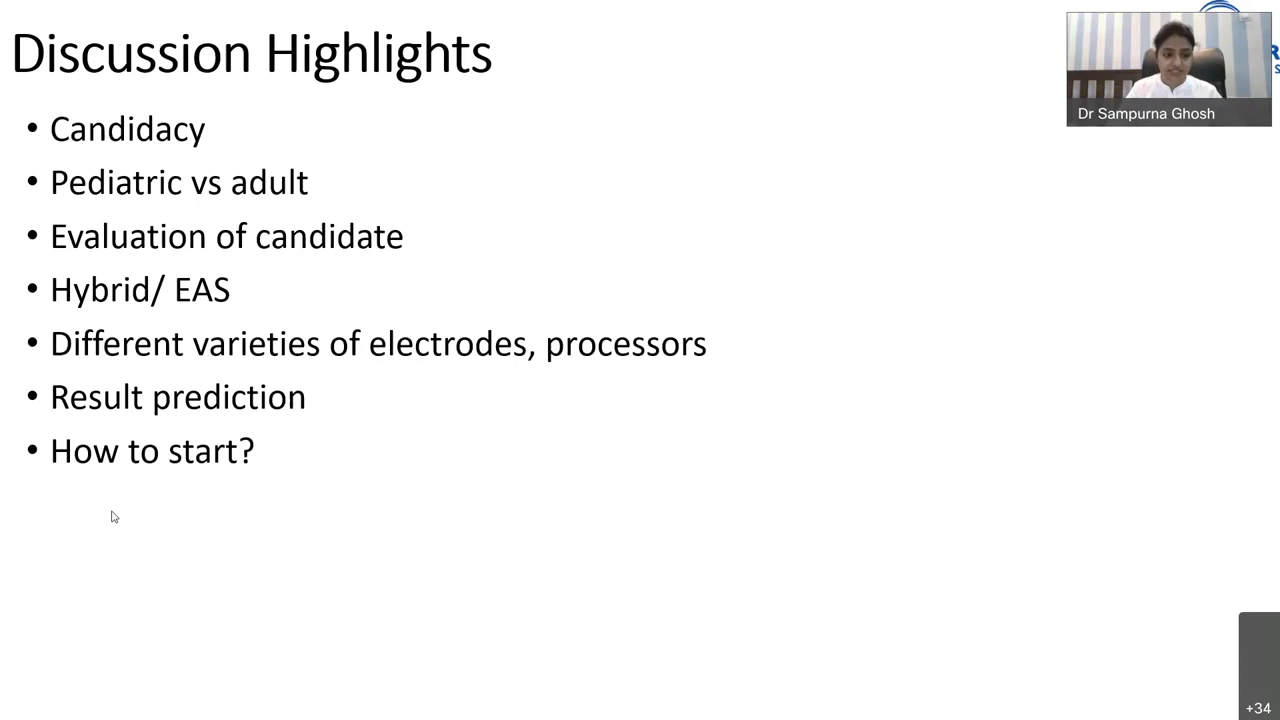 Discussion Highlights
• Candidacy
• Pediatric vs adult
• Evaluation of candidate
• Hybrid/ EAS
• Different varieties of electrodes, processors
• Result prediction
• How to start?
Dr Sampurna Ghosh
R
S
+34